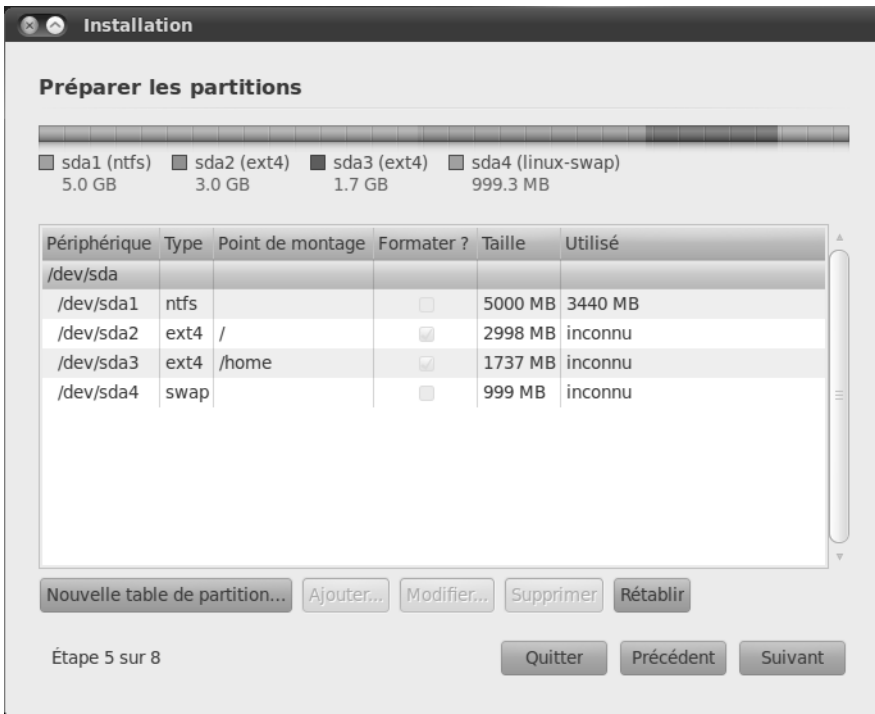 Installation
Préparer les partitions
sda1 (ntfs) sda2 (ext4) sda3 (ext4) sda4 (linux-swap)
5.0 GB 3.0 GB 1.7 GB 999.3 MB
Périphérique Type Point de montage Formater ? Taille Utilisé
/dev/sda
/dev/sda1 ntfs 5000 MB 3440 MB
/dev/sda2 ext4 / 2998 MB inconnu
/dev/sda3 ext4 /home 1737 MB inconnu
/dev/sda4 swap 999 MB inconnu
Nouvelle table de partition... Ajouter... Modifier... Supprimer Rétablir
Étape 5 sur 8 Quitter Précédent Suivant